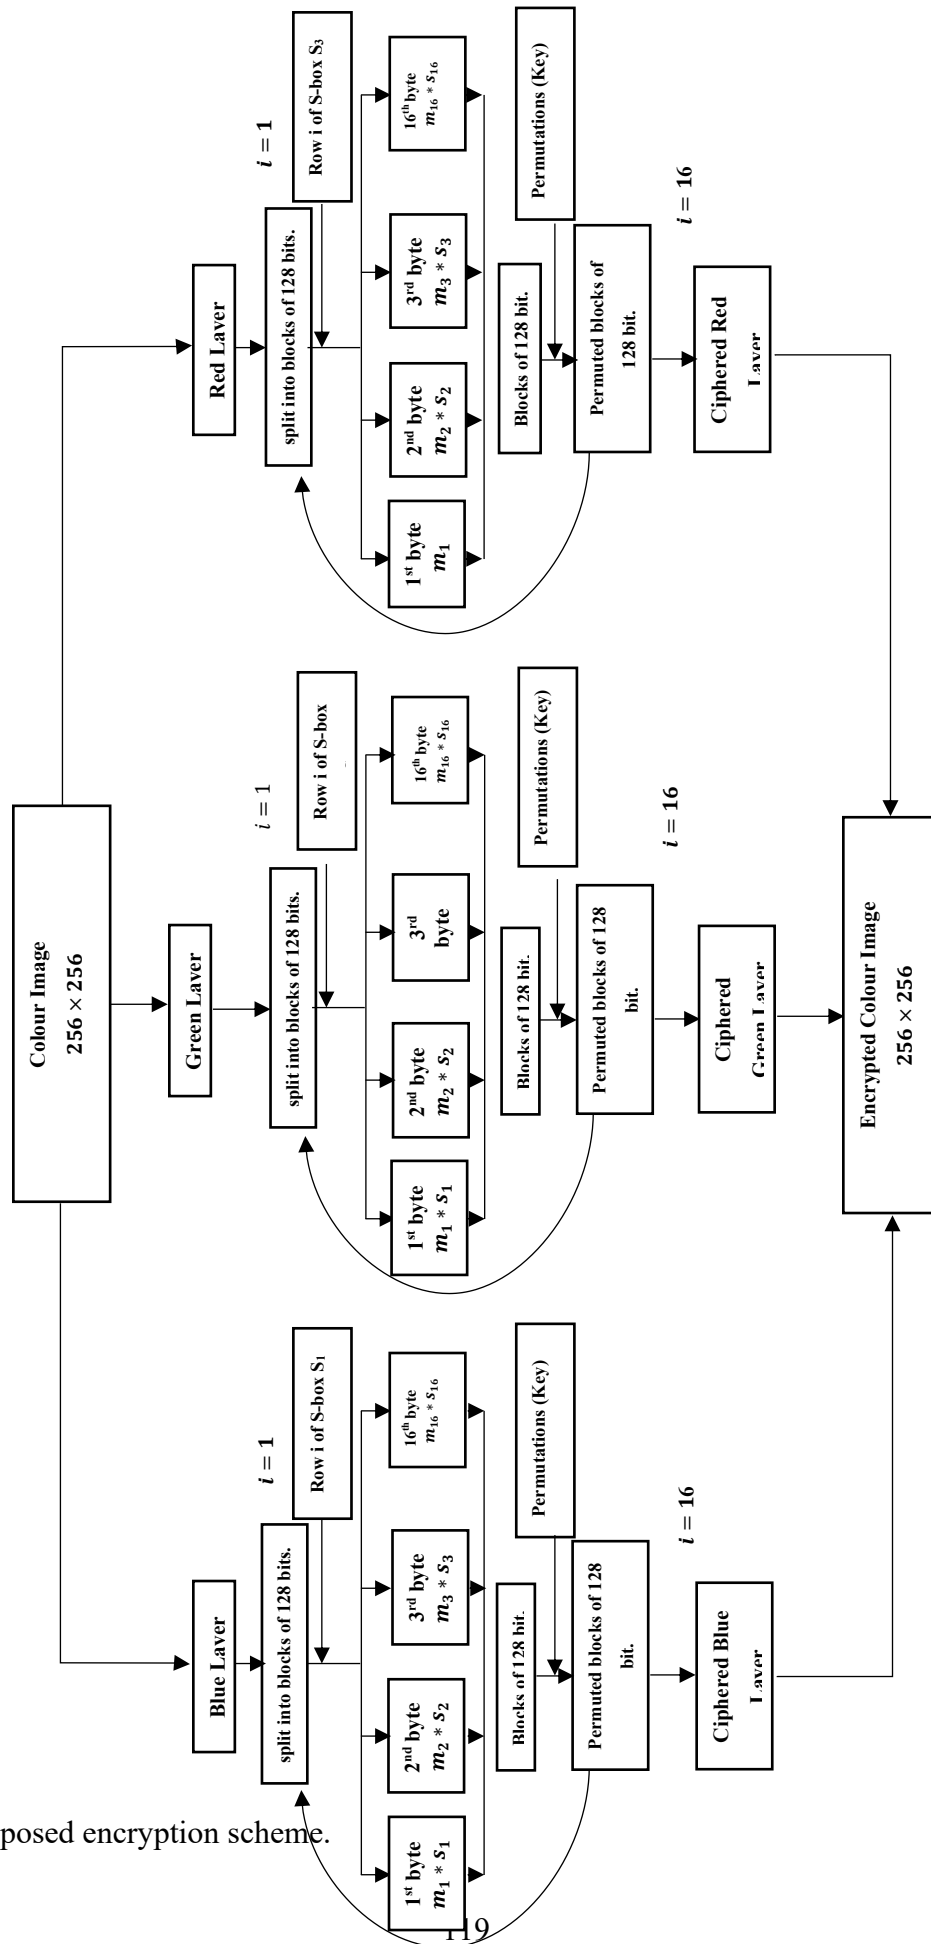 Colour Image
256 × 256
Blue Layer
split into blocks of 128 bits.
i = 1
Row i of S-box S₁
1st byte
m₁ * s₁
2nd byte
m₂ * s₂
3rd byte
m₃ * s₃
16th byte
m₁₆ * s₁₆
Blocks of 128 bit.
Permutations (Key)
Permuted blocks of 128
bit.
i = 16
Ciphered Blue
Layer
Green Layer
split into blocks of 128 bits.
i = 1
Row i of S-box
1st byte
m₁ * s₁
2nd byte
m₂ * s₂
3rd
byte
16th byte
m₁₆ * s₁₆
Blocks of 128 bit.
Permutations (Key)
Permuted blocks of 128
bit.
i = 16
Ciphered
Green Layer
Red Layer
split into blocks of 128 bits.
i = 1
Row i of S-box S₃
1st byte
m₁
2nd byte
m₂ * s₂
3rd byte
m₃ * s₃
16th byte
m₁₆ * s₁₆
Blocks of 128 bit.
Permutations (Key)
Permuted blocks of
128 bit.
i = 16
Ciphered Red
Layer
Encrypted Colour Image
256 × 256
posed encryption scheme.
119